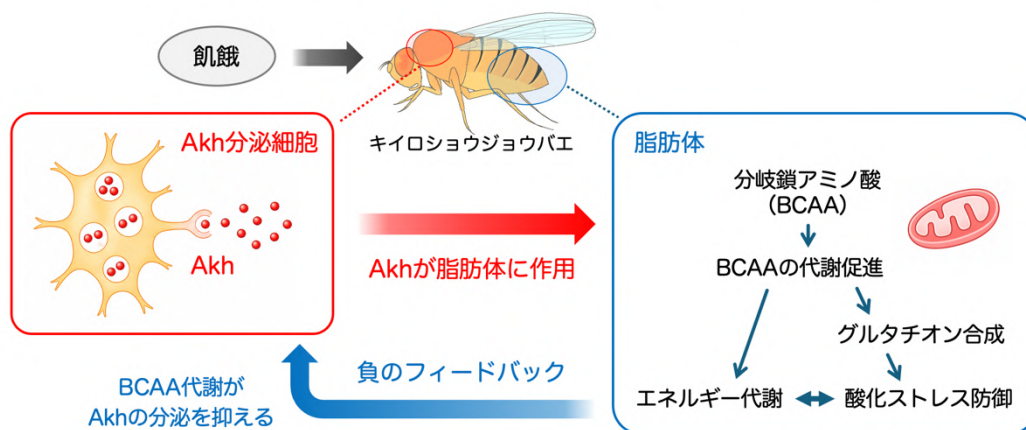 飢餓
キイロショウジョウバエ
Akh分泌細胞
Akh
Akhが脂肪体に作用
脂肪体
分岐鎖アミノ酸
（BCAA）
BCAAの代謝促進
グルタチオン合成
エネルギー代謝
酸化ストレス防御
負のフィードバック
BCAA代謝が
Akhの分泌を抑える